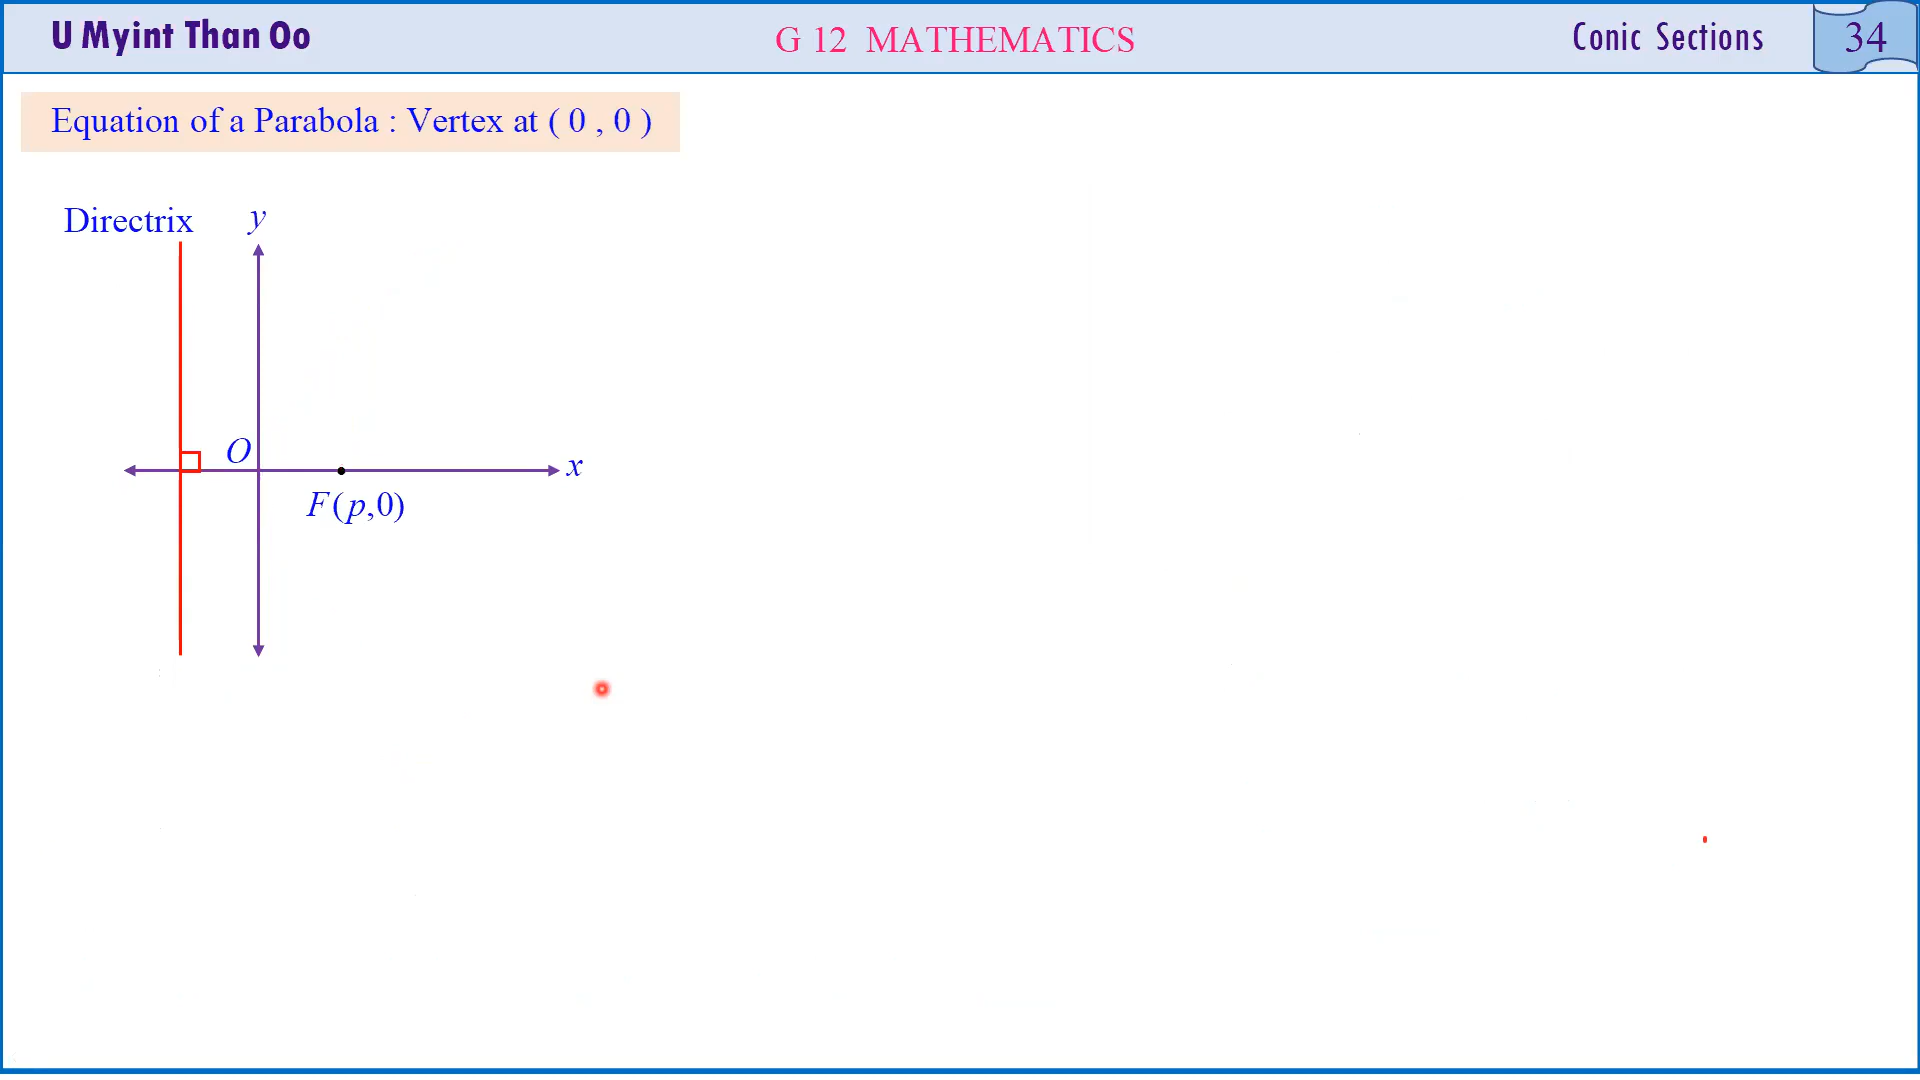 U Myint Than Oo
G 12 MATHEMATICS
Conic Sections
34
Equation of a Parabola : Vertex at ( 0 , 0 )
Directrix
y
O
x
F(p,0)